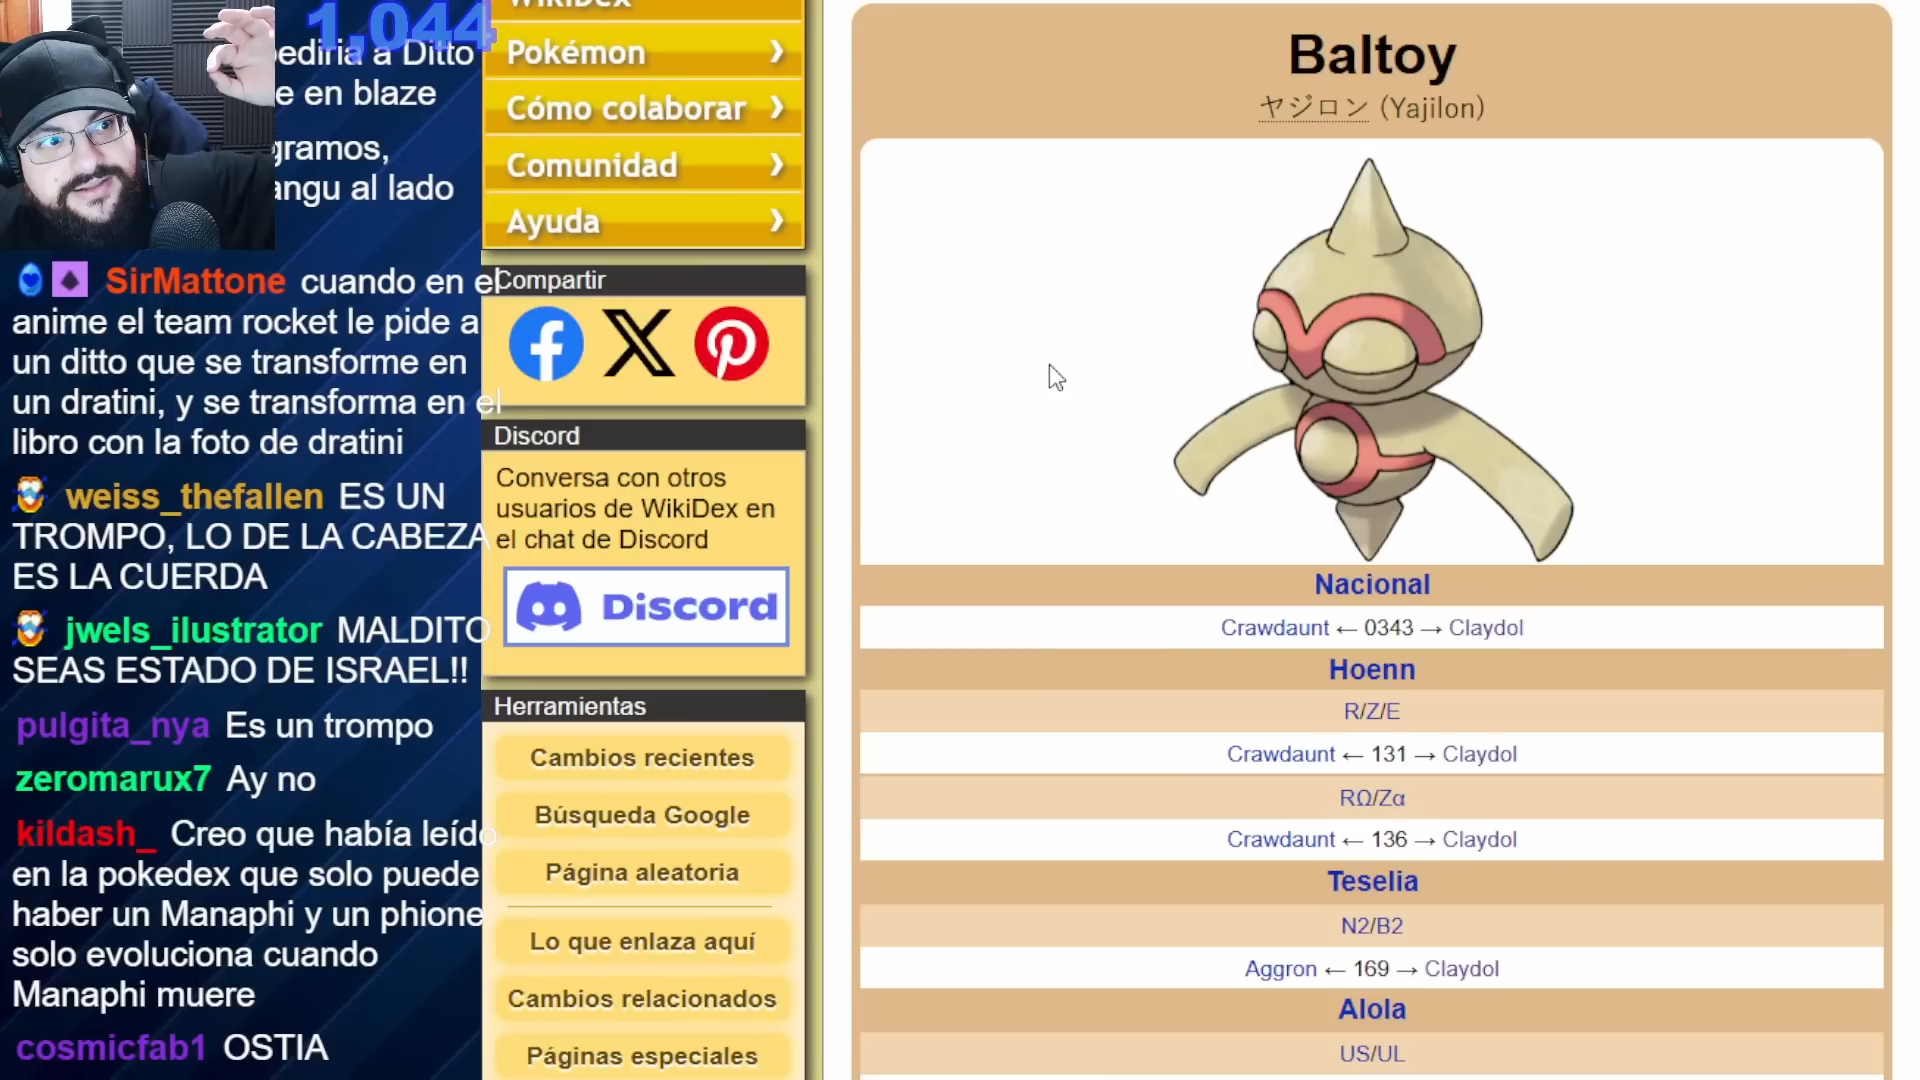 1,044
ediria a Ditto
e en blaze
gramos,
angu al lado
SirMattone cuando en el
anime el team rocket le pide a
un ditto que se transforme en
un dratini, y se transforma en el
libro con la foto de dratini
weiss_thefallen ES UN
TROMPO, LO DE LA CABEZA
ES LA CUERDA
jwels_ilustrator MALDITO
SEAS ESTADO DE ISRAEL!!
pulgita_nya Es un trompo
zeromarux7 Ay no
kildash_ Creo que había leído
en la pokedex que solo puede
haber un Manaphi y un phione
solo evoluciona cuando
Manaphi muere
cosmicfab1 OSTIA
WikiDex
Pokémon
Cómo colaborar
Comunidad
Ayuda
Compartir
Discord
Conversa con otros
usuarios de WikiDex en
el chat de Discord
Discord
Herramientas
Cambios recientes
Búsqueda Google
Página aleatoria
Lo que enlaza aquí
Cambios relacionados
Páginas especiales
Baltoy
ヤジロン (Yajilon)
Nacional
Crawdaunt ← 0343 → Claydol
Hoenn
R/Z/E
Crawdaunt ← 131 → Claydol
RΩ/Zα
Crawdaunt ← 136 → Claydol
Teselia
N2/B2
Aggron ← 169 → Claydol
Alola
US/UL